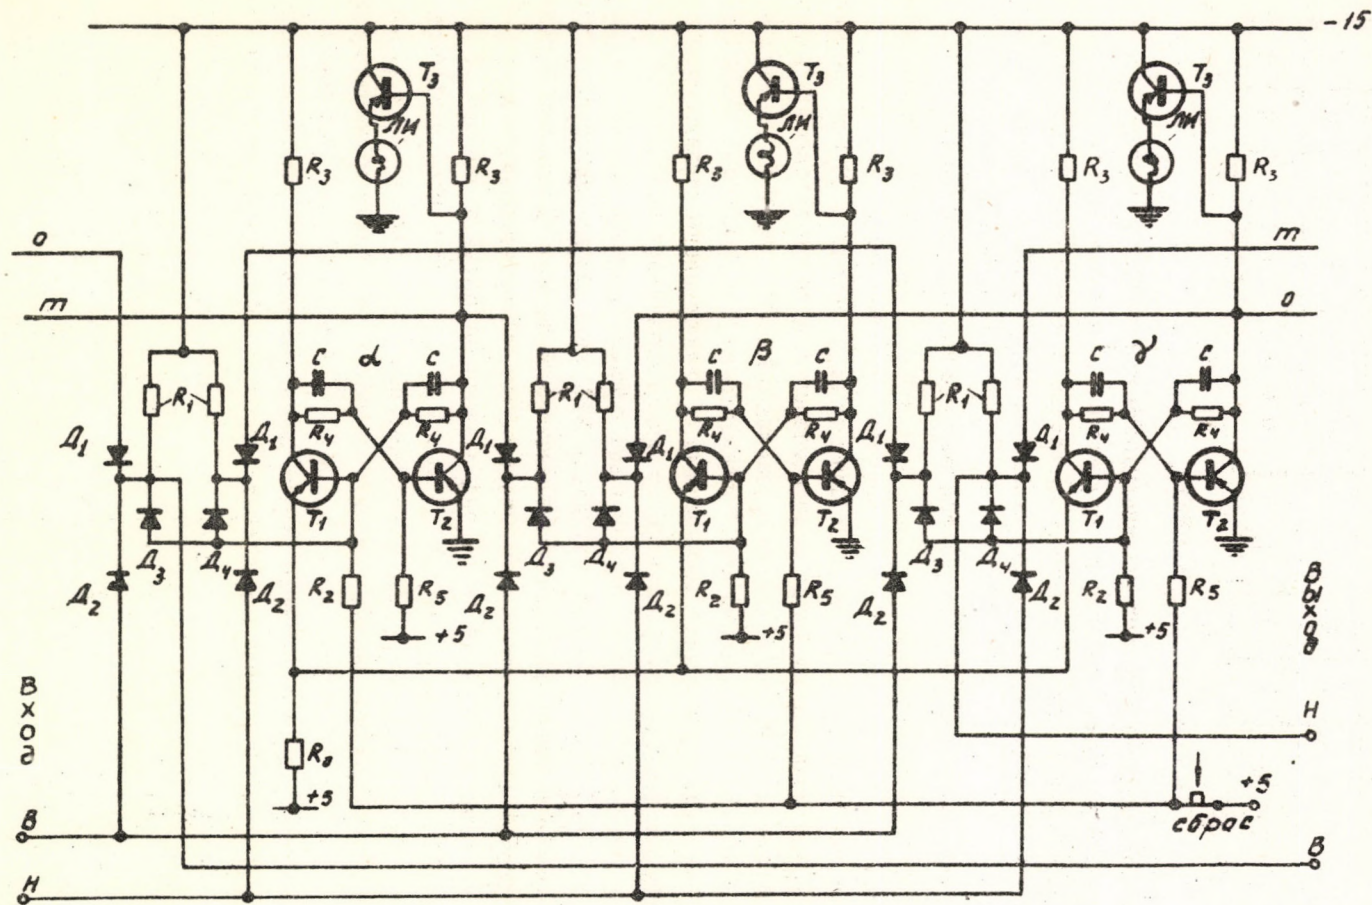 -15
T3 T3 T3
ЛИ ЛИ ЛИ
R3 R3 R3 R3 R3 R3
о m
m о
C α C C β C C γ C
R1 R1 R1
Д1 Д1 R4 R4 Д1 Д1 R4 R4 Д1 Д1 R4 R4
T1 T2 T1 T2 T1 T2
Д3 Д4 Д3 Д4 Д3 Д4
Д2 Д2 R2 R5 Д2 Д2 R2 R5 Д2 Д2 R2 R5
+5 +5 +5
Вход
Выход
Н
R0
+5 +5
сброс
В В
Н